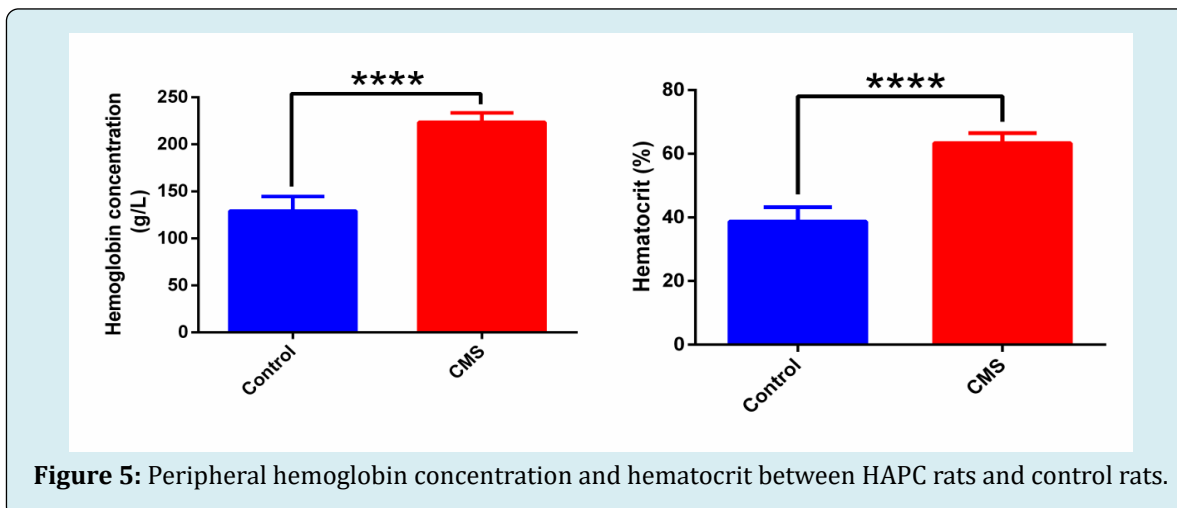 ****
Hemoglobin concentration
(g/L)
250
200
150
100
50
0
Control
CMS
****
Hematocrit (%)
80
60
40
20
0
Control
CMS
Figure 5: Peripheral hemoglobin concentration and hematocrit between HAPC rats and control rats.